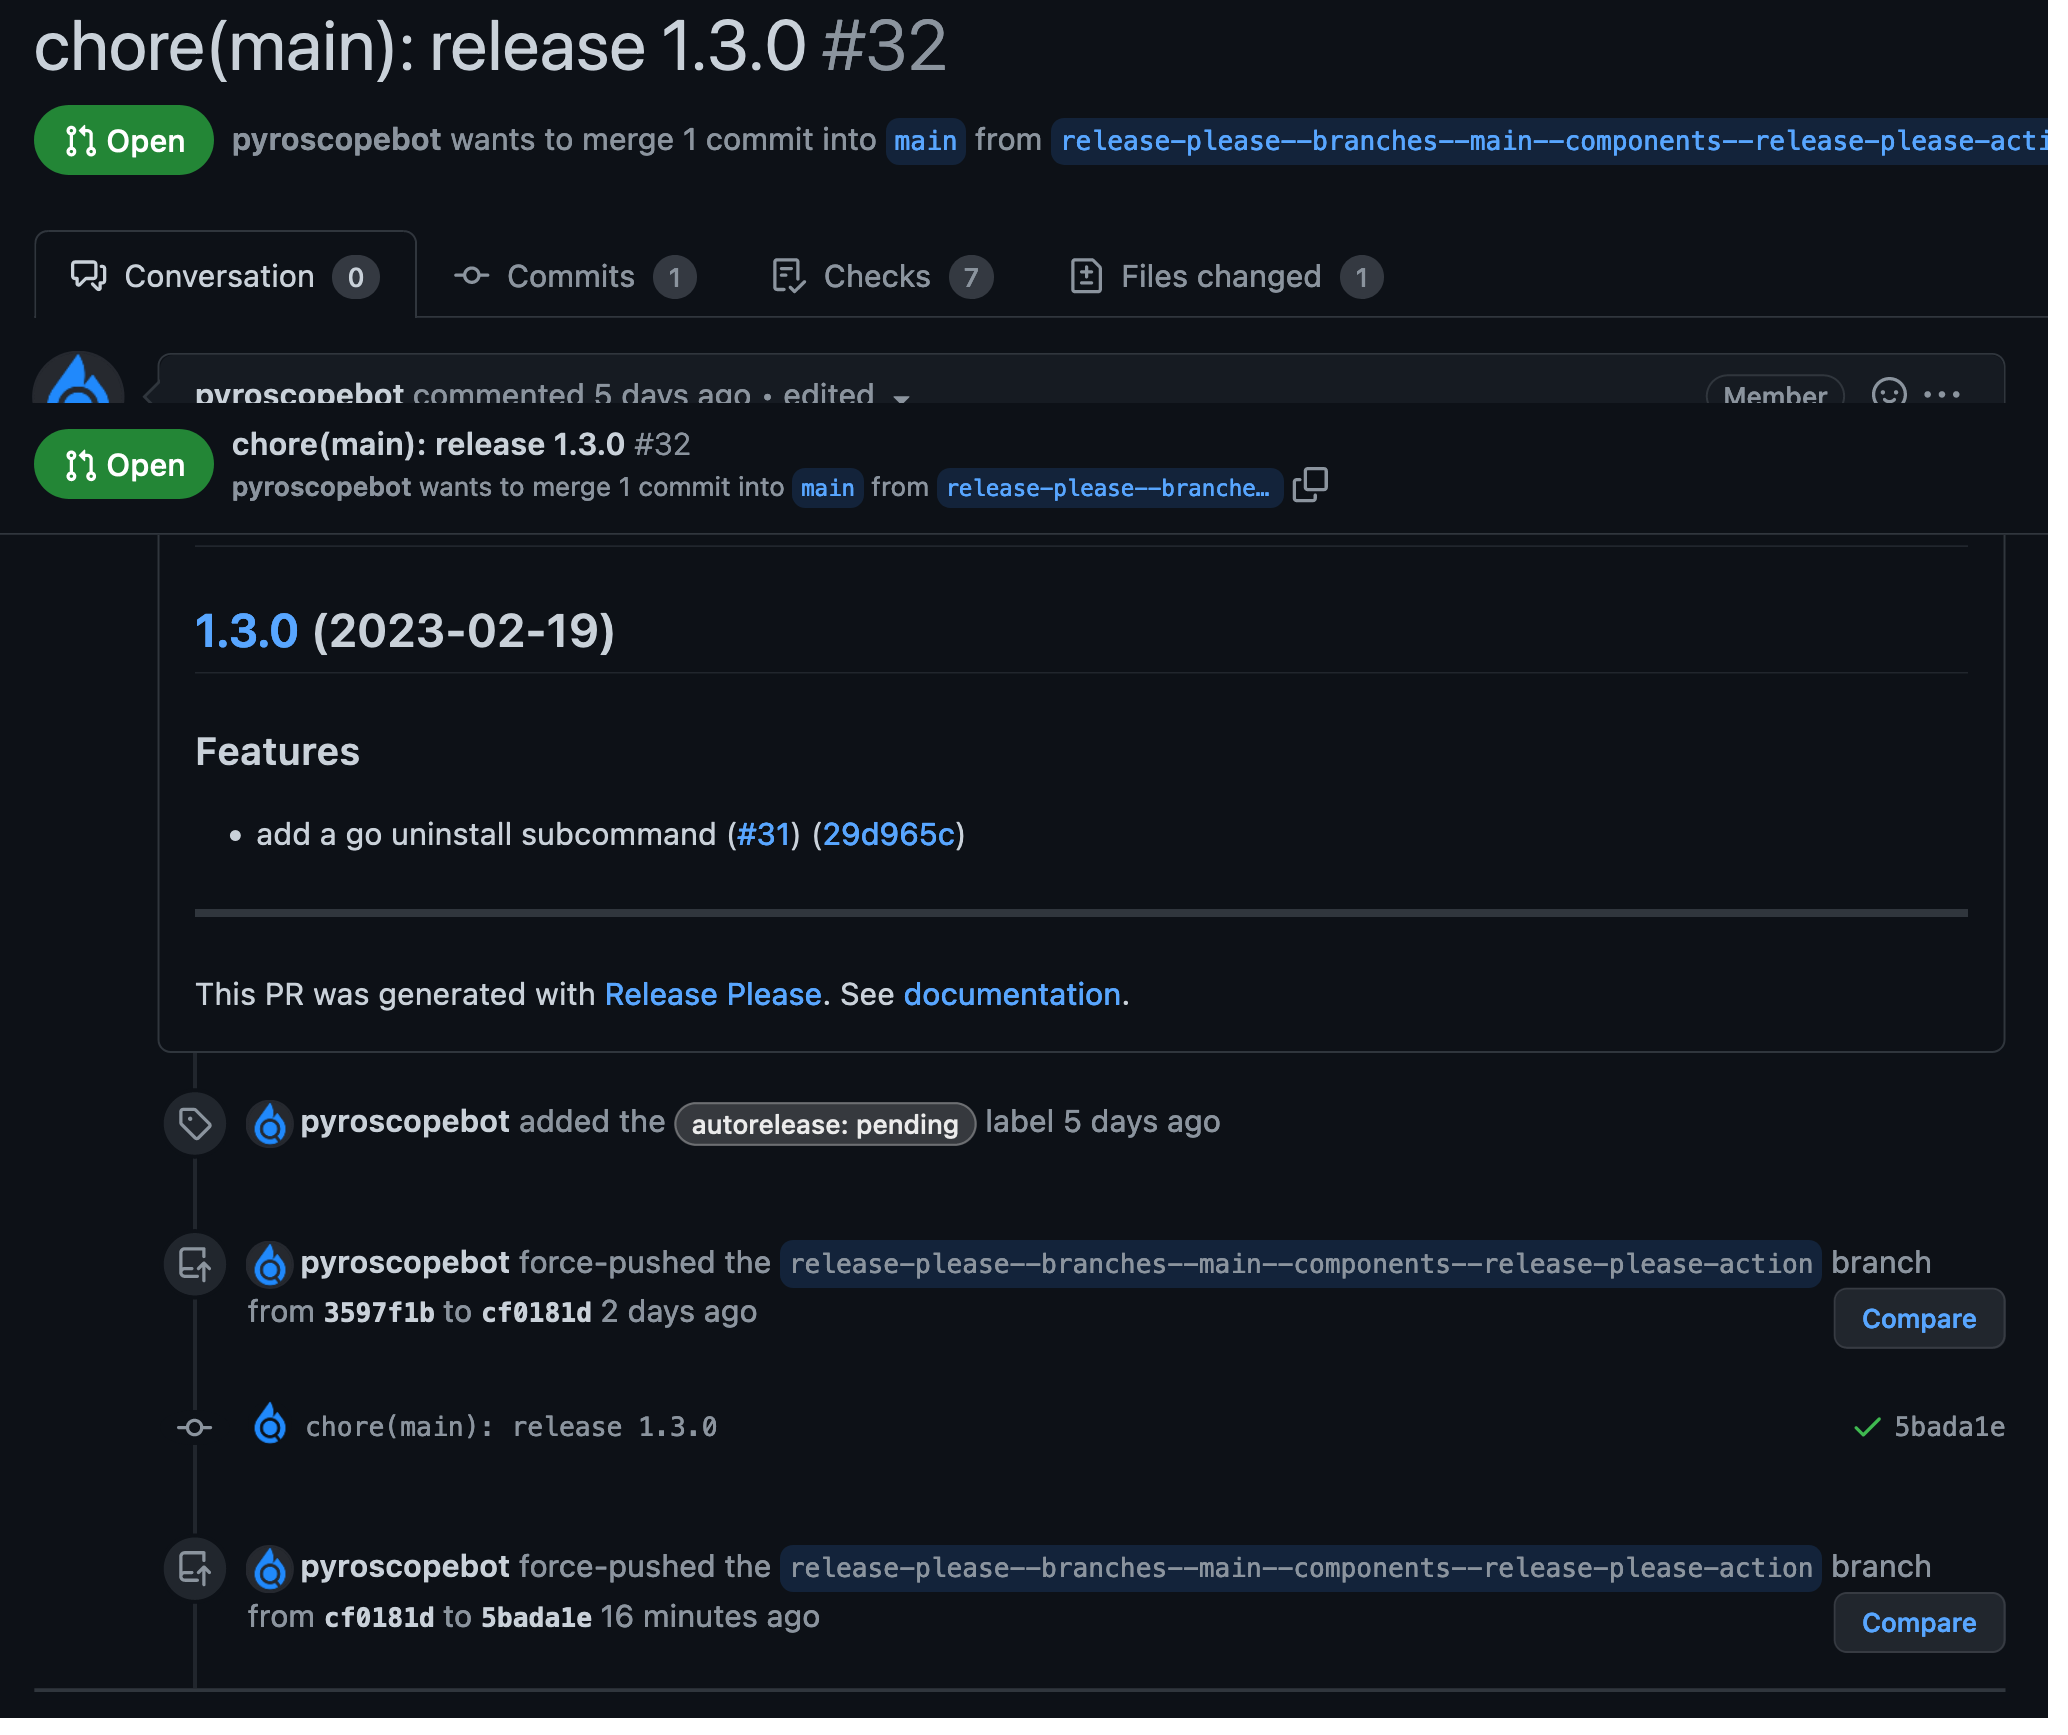 chore(main): release 1.3.0 #32
Open pyroscopebot wants to merge 1 commit into main from release-please--branches--main--components--release-please-acti
Conversation 0 Commits 1 Checks 7 Files changed 1
pyroscopebot commented 5 days ago • edited Member
Open chore(main): release 1.3.0 #32
pyroscopebot wants to merge 1 commit into main from release-please--branche…
1.3.0 (2023-02-19)
Features
• add a go uninstall subcommand (#31) (29d965c)
This PR was generated with Release Please. See documentation.
pyroscopebot added the autorelease: pending label 5 days ago
pyroscopebot force-pushed the release-please--branches--main--components--release-please-action branch
from 3597f1b to cf0181d 2 days ago
Compare
chore(main): release 1.3.0 5bada1e
pyroscopebot force-pushed the release-please--branches--main--components--release-please-action branch
from cf0181d to 5bada1e 16 minutes ago
Compare